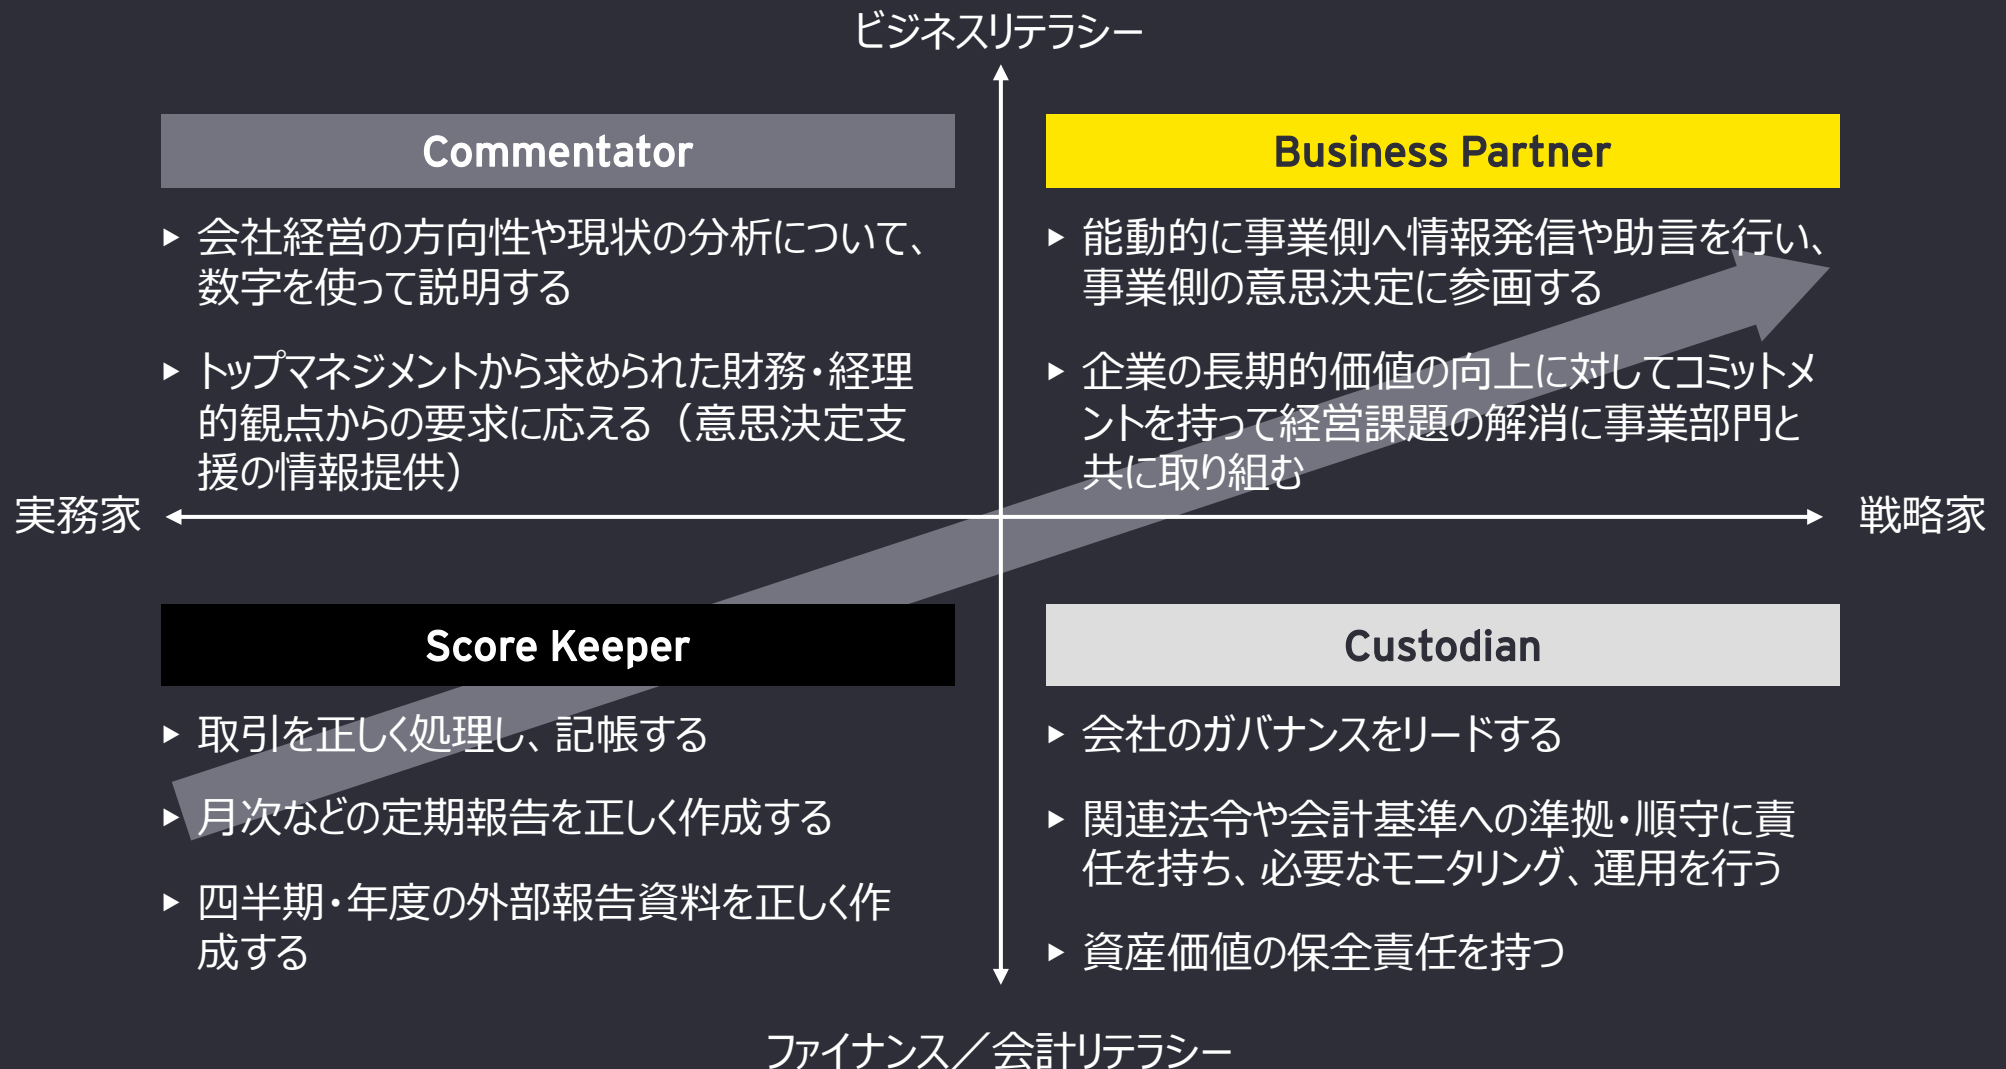 ビジネスリテラシー
Commentator
▶ 会社経営の方向性や現状の分析について、
数字を使って説明する
▶ トップマネジメントから求められた財務・経理
的観点からの要求に応える（意思決定支
援の情報提供）
Business Partner
▶ 能動的に事業側へ情報発信や助言を行い、
事業側の意思決定に参画する
▶ 企業の長期的価値の向上に対してコミットメ
ントを持って経営課題の解消に事業部門と
共に取り組む
実務家
戦略家
Score Keeper
▶ 取引を正しく処理し、記帳する
▶ 月次などの定期報告を正しく作成する
▶ 四半期・年度の外部報告資料を正しく作
成する
Custodian
▶ 会社のガバナンスをリードする
▶ 関連法令や会計基準への準拠・順守に責
任を持ち、必要なモニタリング、運用を行う
▶ 資産価値の保全責任を持つ
ファイナンス／会計リテラシー